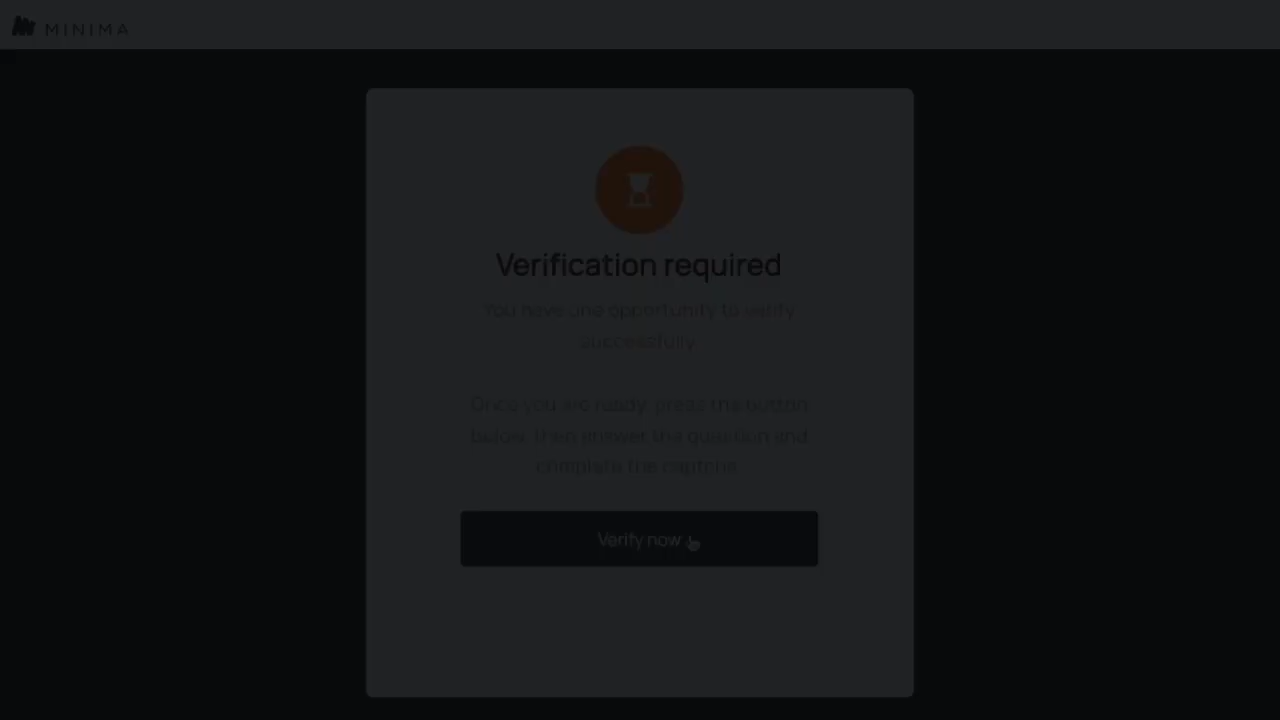 MINIMA
Verification required
You have one opportunity to verify
successfully.
Once you are ready, press the button
below, then answer the question and
complete the captcha.
Verify now